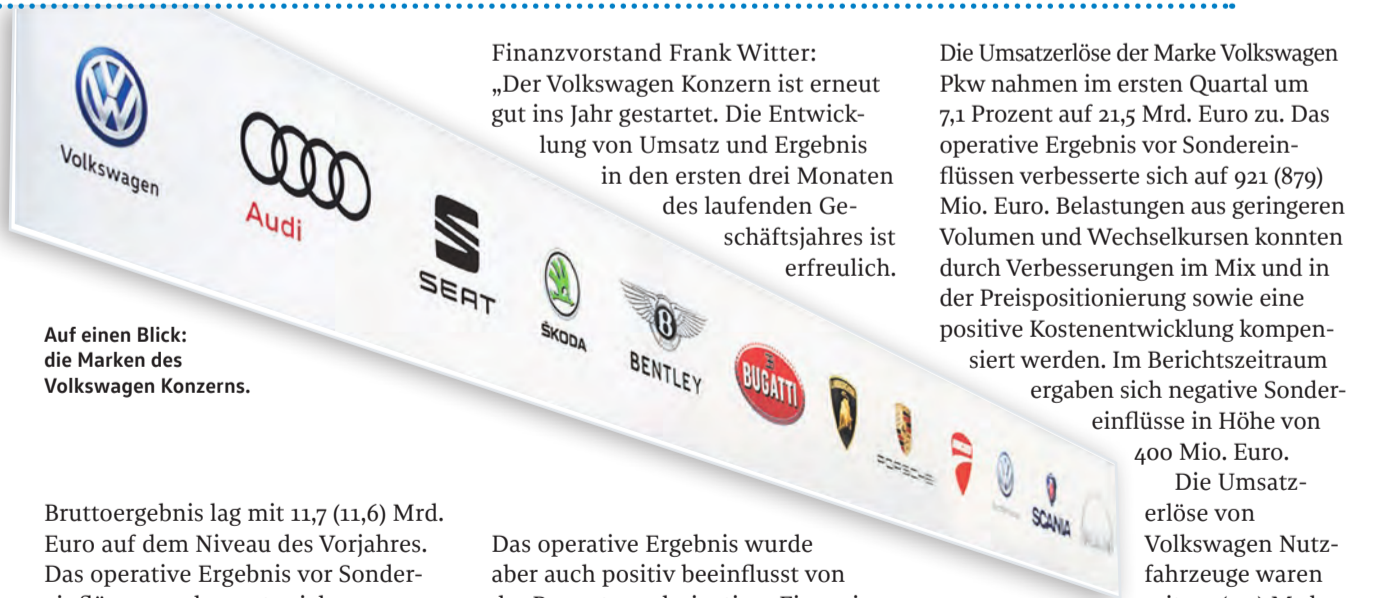 Volkswagen
Audi
SEAT
ŠKODA
BENTLEY
BUGATTI
PORSCHE
SCANIA
Auf einen Blick:
die Marken des
Volkswagen Konzerns.
Bruttoergebnis lag mit 11,7 (11,6) Mrd.
Euro auf dem Niveau des Vorjahres.
Das operative Ergebnis vor Sonder-
Finanzvorstand Frank Witter:
„Der Volkswagen Konzern ist erneut
gut ins Jahr gestartet. Die Entwick-
lung von Umsatz und Ergebnis
in den ersten drei Monaten
des laufenden Ge-
schäftsjahres ist
erfreulich.
Das operative Ergebnis wurde
aber auch positiv beeinflusst von
Die Umsatzerlöse der Marke Volkswagen
Pkw nahmen im ersten Quartal um
7,1 Prozent auf 21,5 Mrd. Euro zu. Das
operative Ergebnis vor Sonderein-
flüssen verbesserte sich auf 921 (879)
Mio. Euro. Belastungen aus geringeren
Volumen und Wechselkursen konnten
durch Verbesserungen im Mix und in
der Preispositionierung sowie eine
positive Kostenentwicklung kompen-
siert werden. Im Berichtszeitraum
ergaben sich negative Sonder-
einflüsse in Höhe von
400 Mio. Euro.
Die Umsatz-
erlöse von
Volkswagen Nutz-
fahrzeuge waren